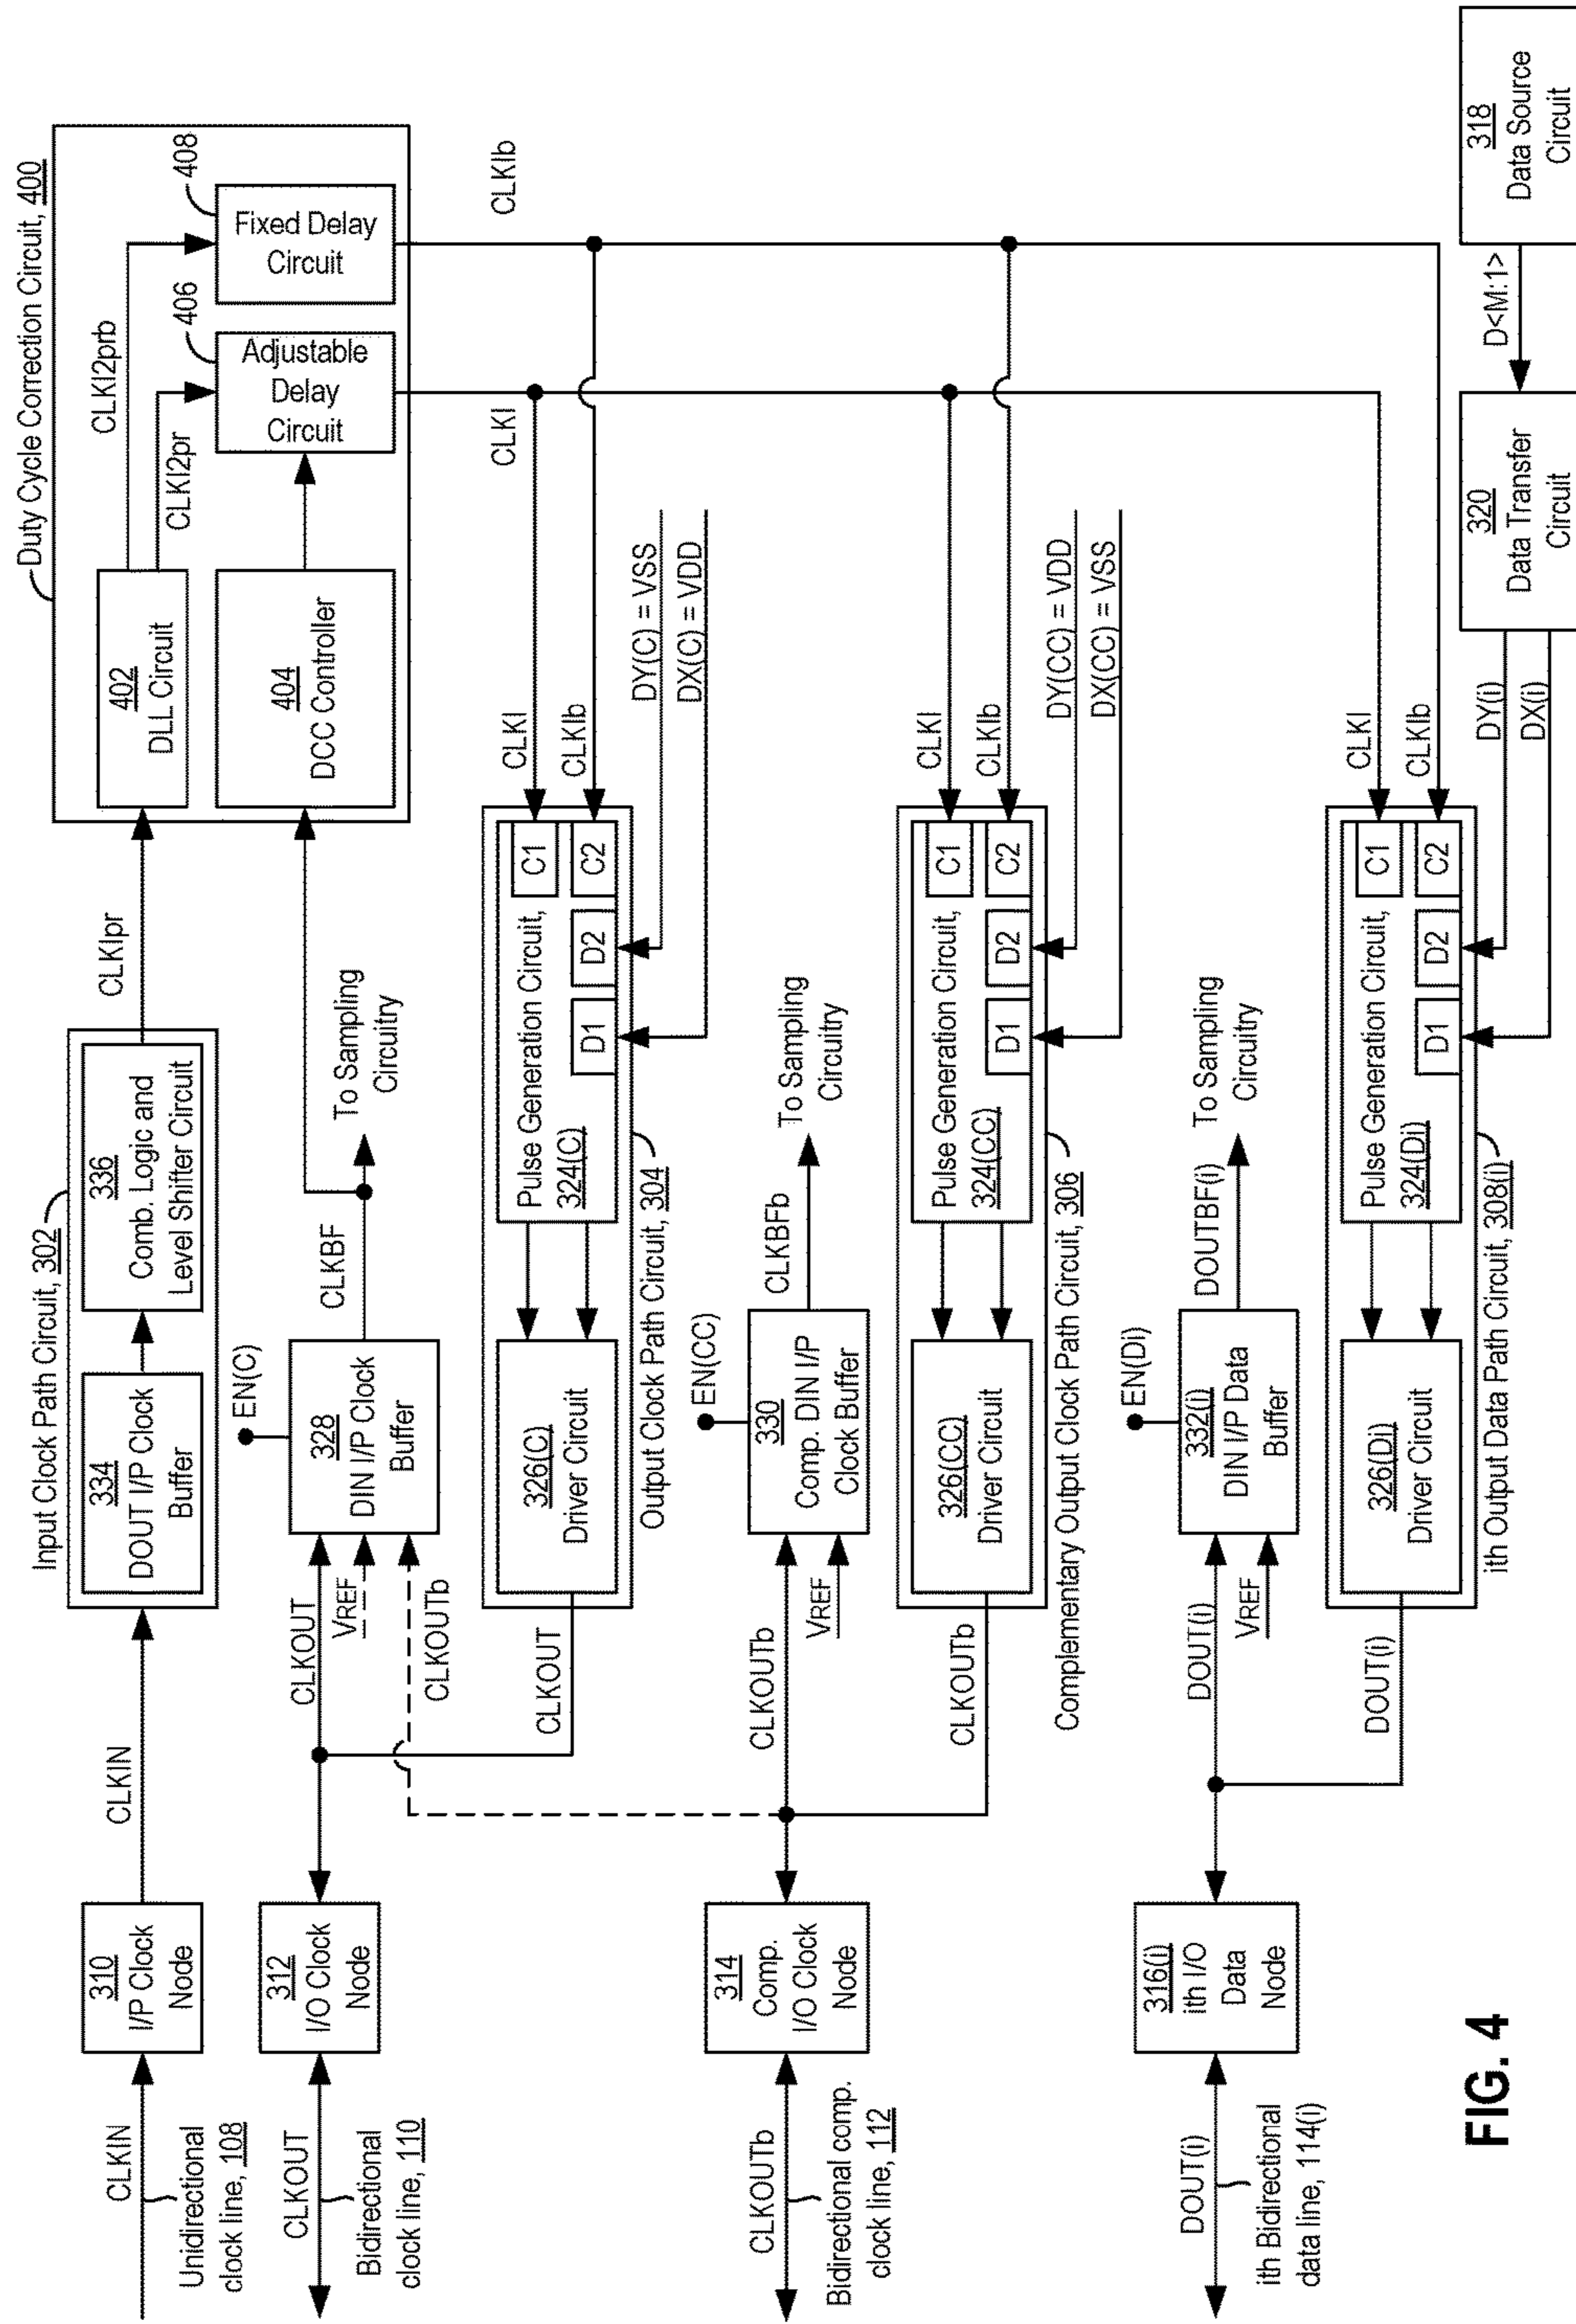 CLKIN
Unidirectional
clock line, 108
310
I/P Clock
Node
CLKIN
Input Clock Path Circuit, 302
334
DOUT I/P Clock
Buffer
336
Comb. Logic and
Level Shifter Circuit
CLKIpr
Duty Cycle Correction Circuit, 400
402
DLL Circuit
CLKI2prb
CLKI2pr
404
DCC Controller
406
Adjustable
Delay
Circuit
408
Fixed Delay
Circuit
CLKOUT
Bidirectional
clock line, 110
312
I/O Clock
Node
CLKOUT
VREF
CLKOUTb
EN(C)
328
DIN I/P Clock
Buffer
CLKBF
To Sampling
Circuitry
CLKI
CLKIb
CLKOUT
326(C)
Driver Circuit
Pulse Generation Circuit,
324(C)
D1
D2
C1
C2
CLKI
CLKIb
DY(C) = VSS
DX(C) = VDD
Output Clock Path Circuit, 304
CLKOUTb
Bidirectional comp.
clock line, 112
314
Comp.
I/O Clock
Node
CLKOUTb
VREF
EN(CC)
330
Comp. DIN I/P
Clock Buffer
CLKBFb
To Sampling
Circuitry
CLKOUTb
326(CC)
Driver Circuit
Pulse Generation Circuit,
324(CC)
D1
D2
C1
C2
CLKI
CLKIb
DY(CC) = VDD
DX(CC) = VSS
Complementary Output Clock Path Circuit, 306
DOUT(i)
ith Bidirectional
data line, 114(i)
316(i)
ith I/O
Data
Node
DOUT(i)
VREF
EN(Di)
332(i)
DIN I/P Data
Buffer
DOUTBF(i)
To Sampling
Circuitry
DOUT(i)
326(Di)
Driver Circuit
Pulse Generation Circuit,
324(Di)
D1
D2
C1
C2
CLKI
CLKIb
DY(i)
DX(i)
ith Output Data Path Circuit, 308(i)
320
Data Transfer
Circuit
D<M:1>
318
Data Source
Circuit
FIG. 4